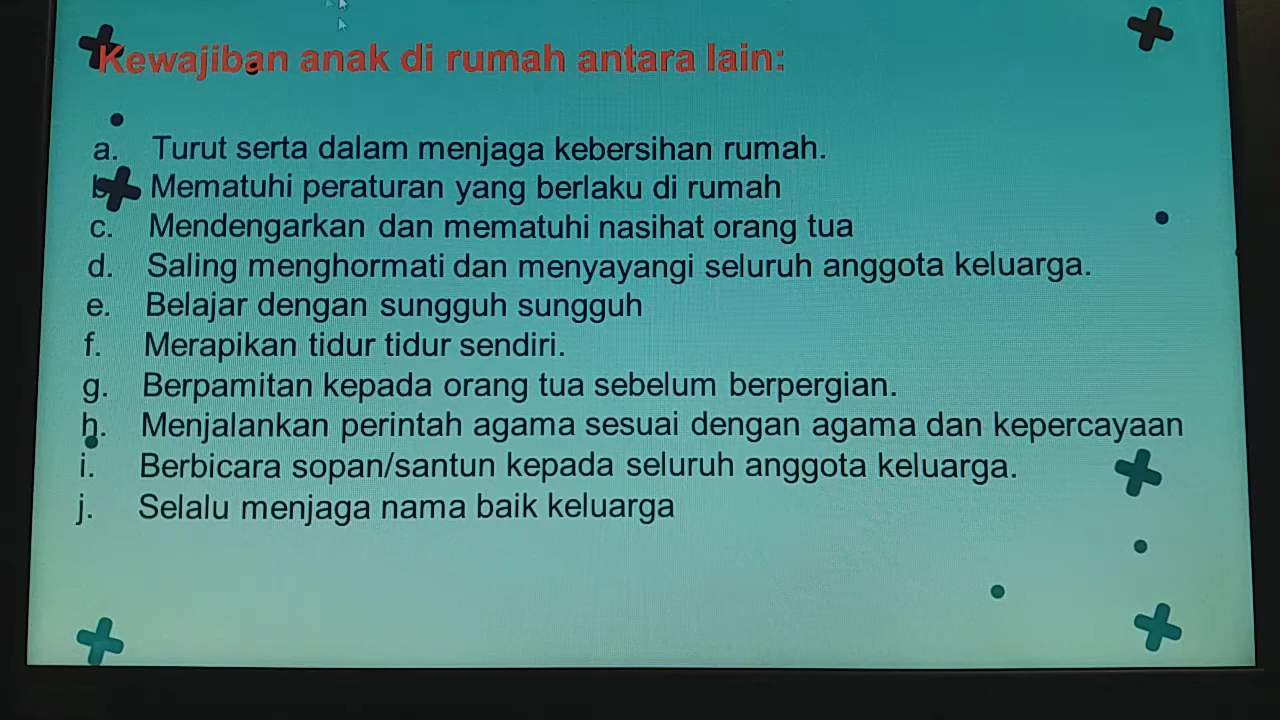 Kewajiban anak di rumah antara lain:
a. Turut serta dalam menjaga kebersihan rumah.
b. Mematuhi peraturan yang berlaku di rumah
c. Mendengarkan dan mematuhi nasihat orang tua
d. Saling menghormati dan menyayangi seluruh anggota keluarga.
e. Belajar dengan sungguh sungguh
f. Merapikan tidur tidur sendiri.
g. Berpamitan kepada orang tua sebelum berpergian.
h. Menjalankan perintah agama sesuai dengan agama dan kepercayaan
i. Berbicara sopan/santun kepada seluruh anggota keluarga.
j. Selalu menjaga nama baik keluarga